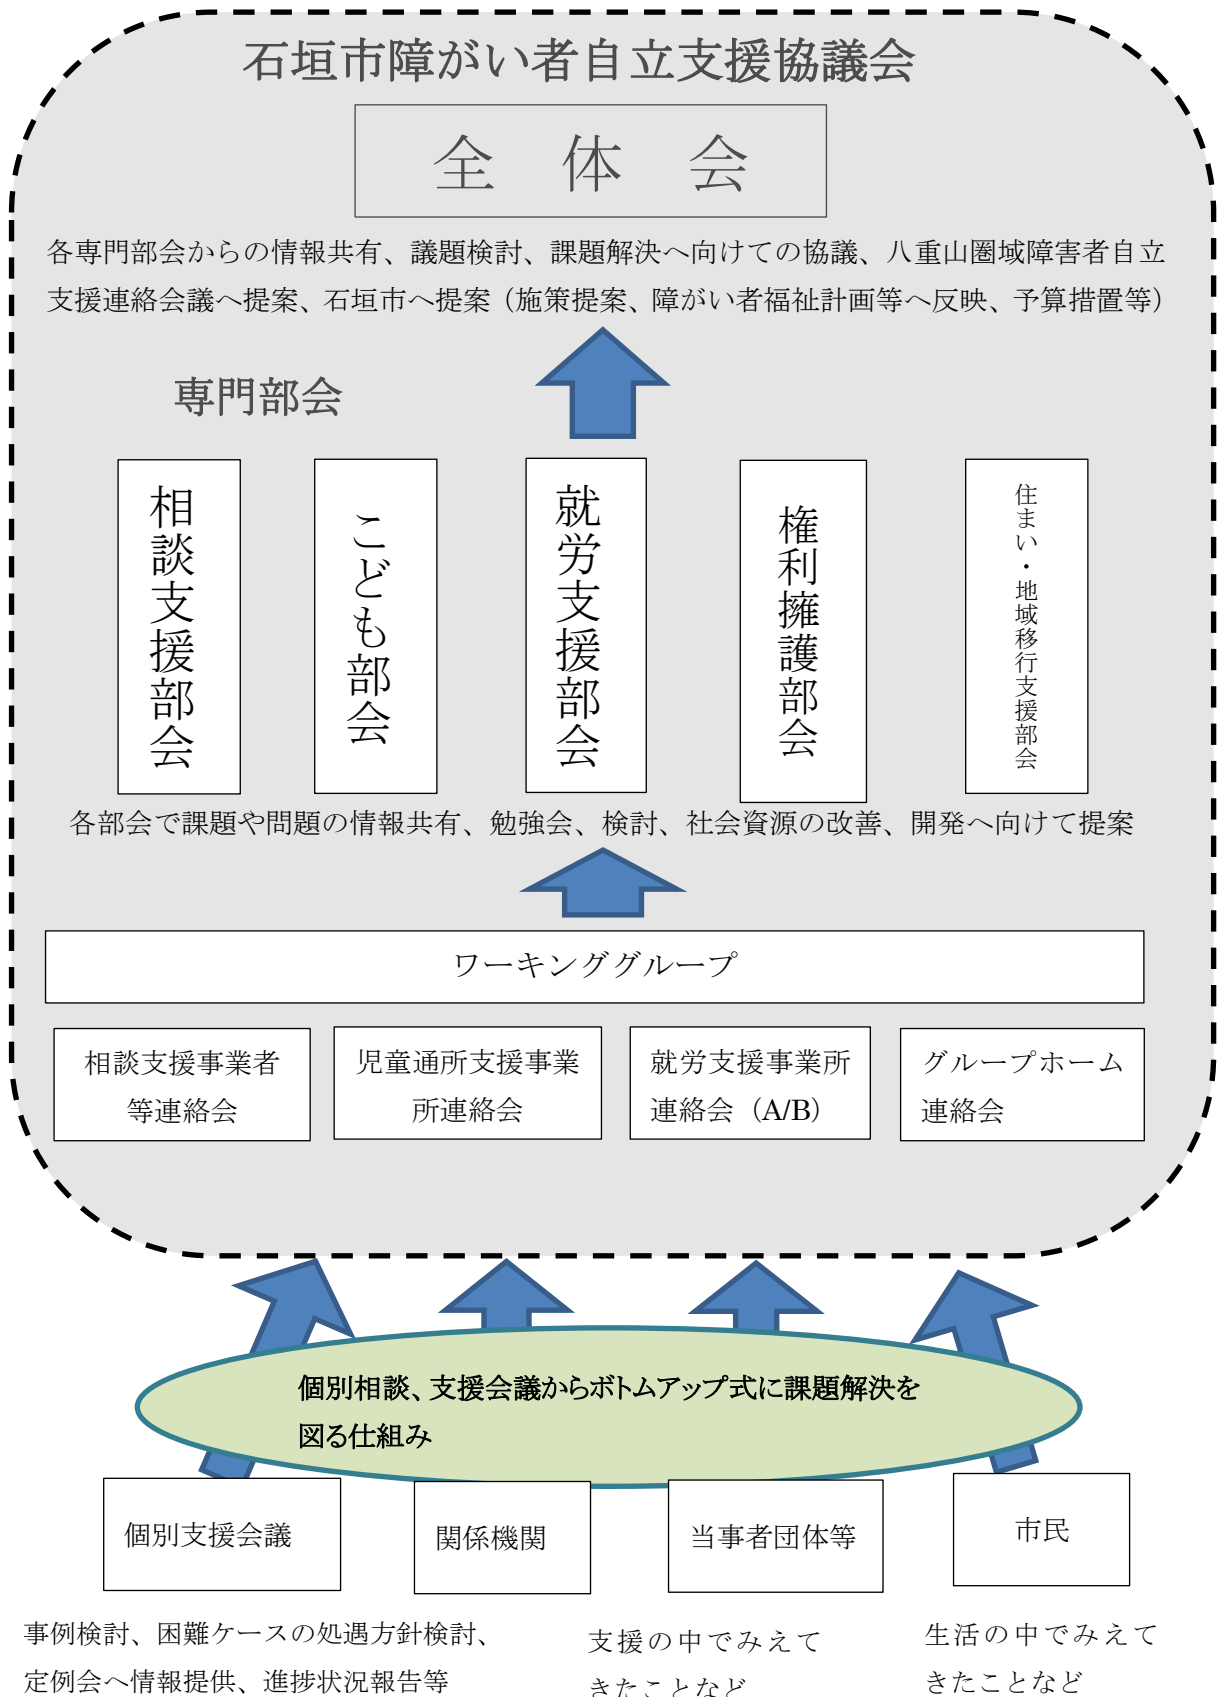 石垣市障がい者自立支援協議会
全　体　会
各専門部会からの情報共有、議題検討、課題解決へ向けての協議、八重山圏域障害者自立
支援連絡会議へ提案、石垣市へ提案（施策提案、障がい者福祉計画等へ反映、予算措置等）
専門部会
相談支援部会
こども部会
就労支援部会
権利擁護部会
住まい・地域移行支援部会
各部会で課題や問題の情報共有、勉強会、検討、社会資源の改善、開発へ向けて提案
ワーキンググループ
相談支援事業者
等連絡会
児童通所支援事業
所連絡会
就労支援事業所
連絡会（A/B）
グループホーム
連絡会
個別相談、支援会議からボトムアップ式に課題解決を
図る仕組み
個別支援会議
関係機関
当事者団体等
市民
事例検討、困難ケースの処遇方針検討、
定例会へ情報提供、進捗状況報告等
支援の中でみえて
きたことなど
生活の中でみえて
きたことなど